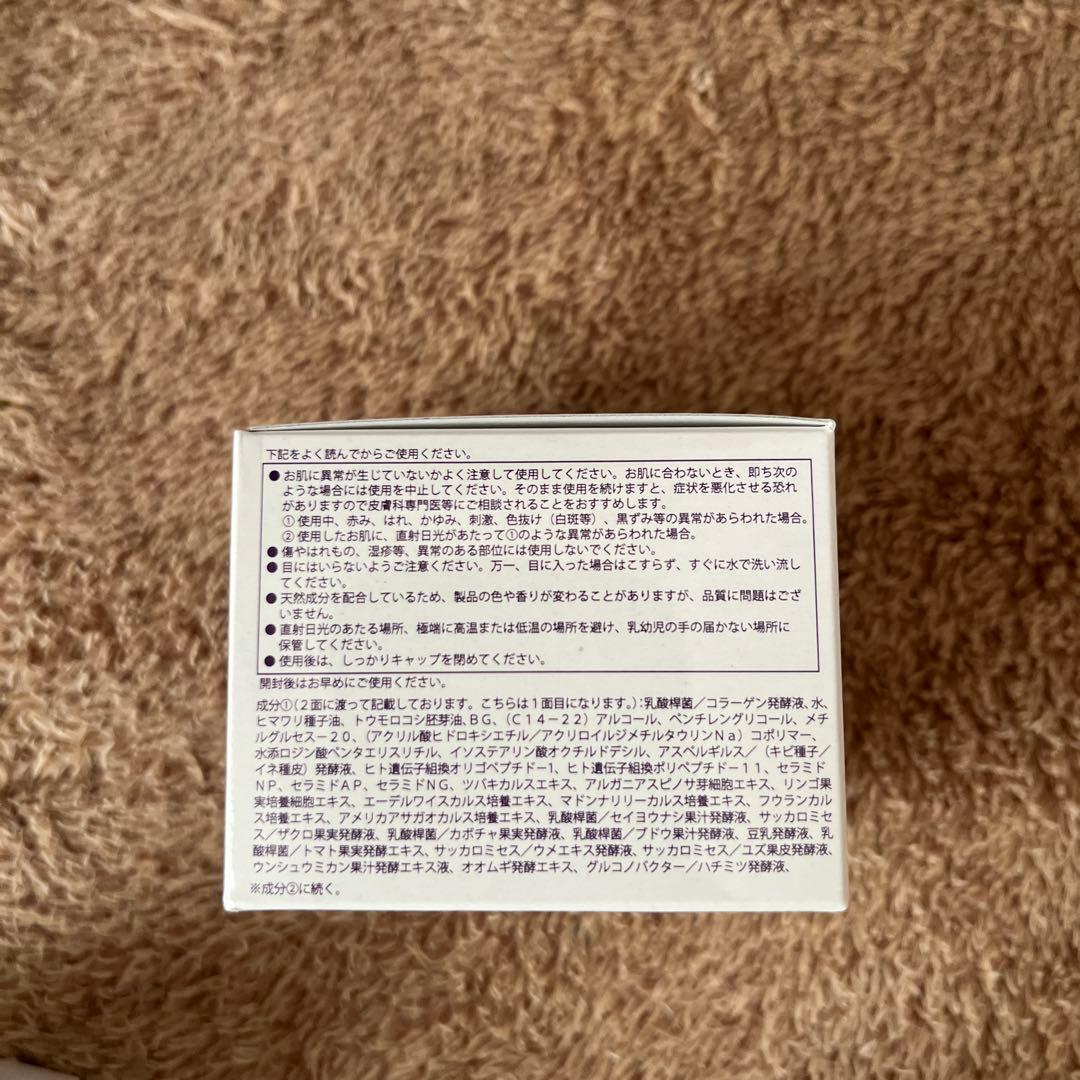 下記をよく読んでからご使用ください。
●お肌に異常が生じていないかよく注意して使用してください。お肌に合わないとき、即ち次の
ような場合には使用を中止してください。そのまま使用を続けますと、症状を悪化させる恐れ
がありますので皮膚科専門医等にご相談されることをおすすめします。
①使用中、赤み、はれ、かゆみ、刺激、色抜け(白斑等)、黒ずみ等の異常があらわれた場合。
②使用したお肌に、直射日光があたって①のような異常があらわれた場合。
●傷やはれもの、湿疹等、異常のある部位には使用しないでください。
●目にはいらないようご注意ください。万一、目に入った場合はこすらず、すぐに水で洗い流し
てください。
●天然成分を配合しているため、製品の色や香りが変わることがありますが、品質に問題はござ
いません。
●直射日光のあたる場所、極端に高温または低温の場所を避け、乳幼児の手の届かない場所に
保管してください。
●使用後は、しっかりキャップを閉めてください。
開封後はお早めにご使用ください。
成分①(2面に渡って記載しております。こちらは1面目になります。):乳酸桿菌/コラーゲン発酵液、水、
ヒマワリ種子油、トウモロコシ胚芽油、BG、(C14-22)アルコール、ペンチレングリコール、メチ
ルグルセス-20、(アクリル酸ヒドロキシエチル/アクリロイルジメチルタウリンNa)コポリマー、
水添ロジン酸ペンタエリスリチル、イソステアリン酸オクチルドデシル、アスペルギルス/(キビ種子/
イネ種皮)発酵液、ヒト遺伝子組換オリゴペプチド-1、ヒト遺伝子組換ポリペプチド-11、セラミド
NP、セラミドAP、セラミドNG、ツバキカルスエキス、アルガニアスピノサ芽細胞エキス、リンゴ果
実培養細胞エキス、エーデルワイスカルス培養エキス、マドンナリリーカルス培養エキス、フウランカル
ス培養エキス、アメリカアサガオカルス培養エキス、乳酸桿菌/セイヨウナシ果汁発酵液、サッカロミセ
ス/ザクロ果実発酵液、乳酸桿菌/カボチャ果実発酵液、乳酸桿菌/ブドウ果汁発酵液、豆乳発酵液、乳
酸桿菌/トマト果実発酵エキス、サッカロミセス/ウメエキス発酵液、サッカロミセス/ユズ果皮発酵液、
ウンシュウミカン果汁発酵エキス液、オオムギ発酵エキス、グルコノバクター/ハチミツ発酵液、
※成分②に続く。